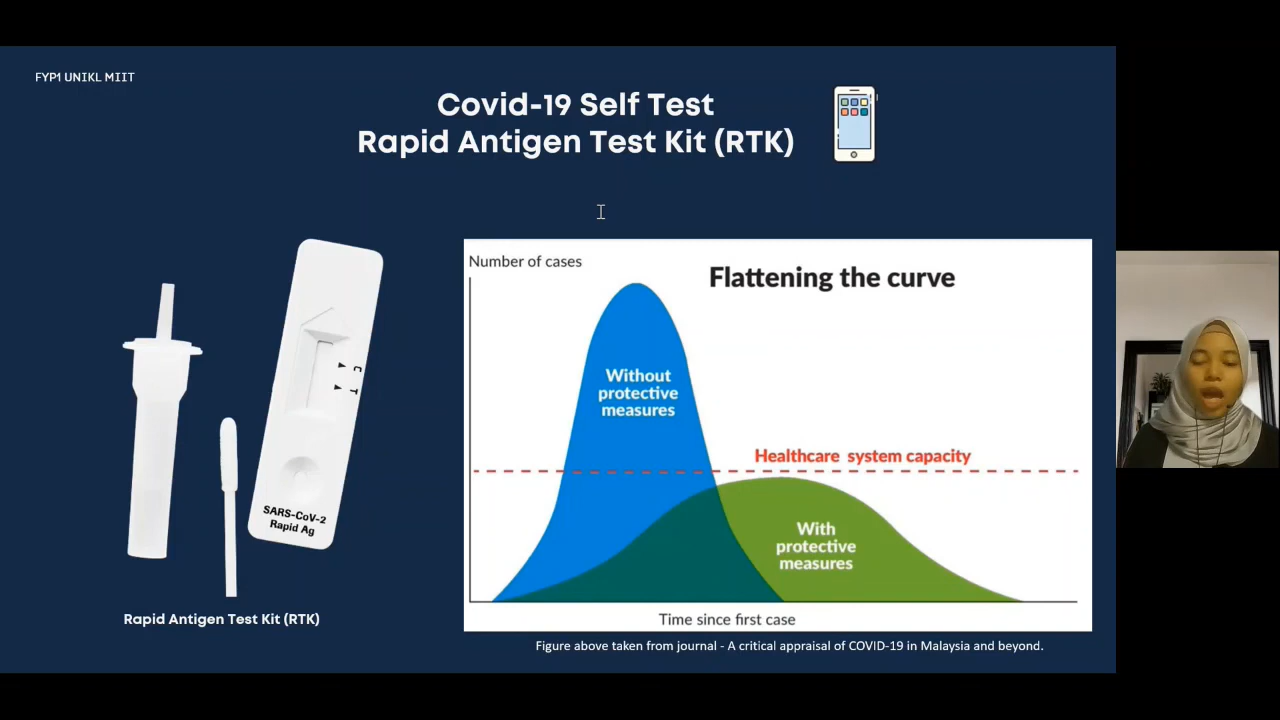 FYP1 UNIKL MIIT
Covid-19 Self Test
Rapid Antigen Test Kit (RTK)
C
T
SARS-CoV-2
Rapid Ag
Rapid Antigen Test Kit (RTK)
Number of cases
Flattening the curve
Without
protective
measures
Healthcare system capacity
With
protective
measures
Time since first case
Figure above taken from journal - A critical appraisal of COVID-19 in Malaysia and beyond.